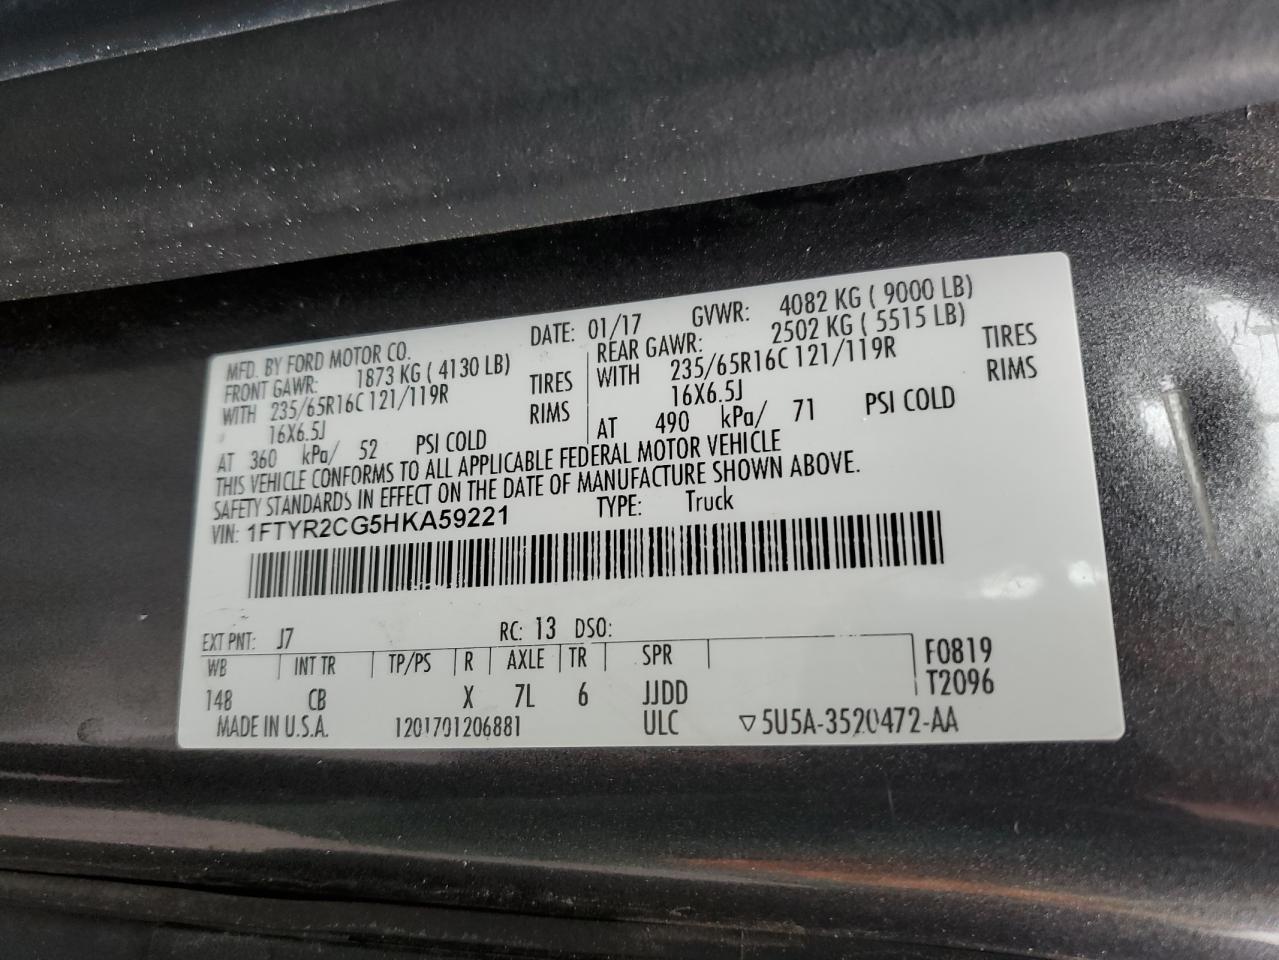 MFD. BY FORD MOTOR CO. DATE: 01/17 GVWR: 4082 KG ( 9000 LB)
FRONT GAWR: 1873 KG ( 4130 LB) REAR GAWR: 2502 KG ( 5515 LB)
WITH 235/65R16C 121/119R TIRES WITH 235/65R16C 121/119R TIRES
16X6.5J RIMS 16X6.5J RIMS
AT 360 kPa/ 52 PSI COLD AT 490 kPa/ 71 PSI COLD
THIS VEHICLE CONFORMS TO ALL APPLICABLE FEDERAL MOTOR VEHICLE
SAFETY STANDARDS IN EFFECT ON THE DATE OF MANUFACTURE SHOWN ABOVE.
VIN: 1FTYR2CG5HKA59221 TYPE: Truck
EXT PNT: J7 RC: 13 DSO:
WB INT TR TP/PS R AXLE TR SPR F0819
148 CB X 7L 6 JJDD T2096
MADE IN U.S.A. 1201701206881 ULC ▽5U5A-3520472-AA